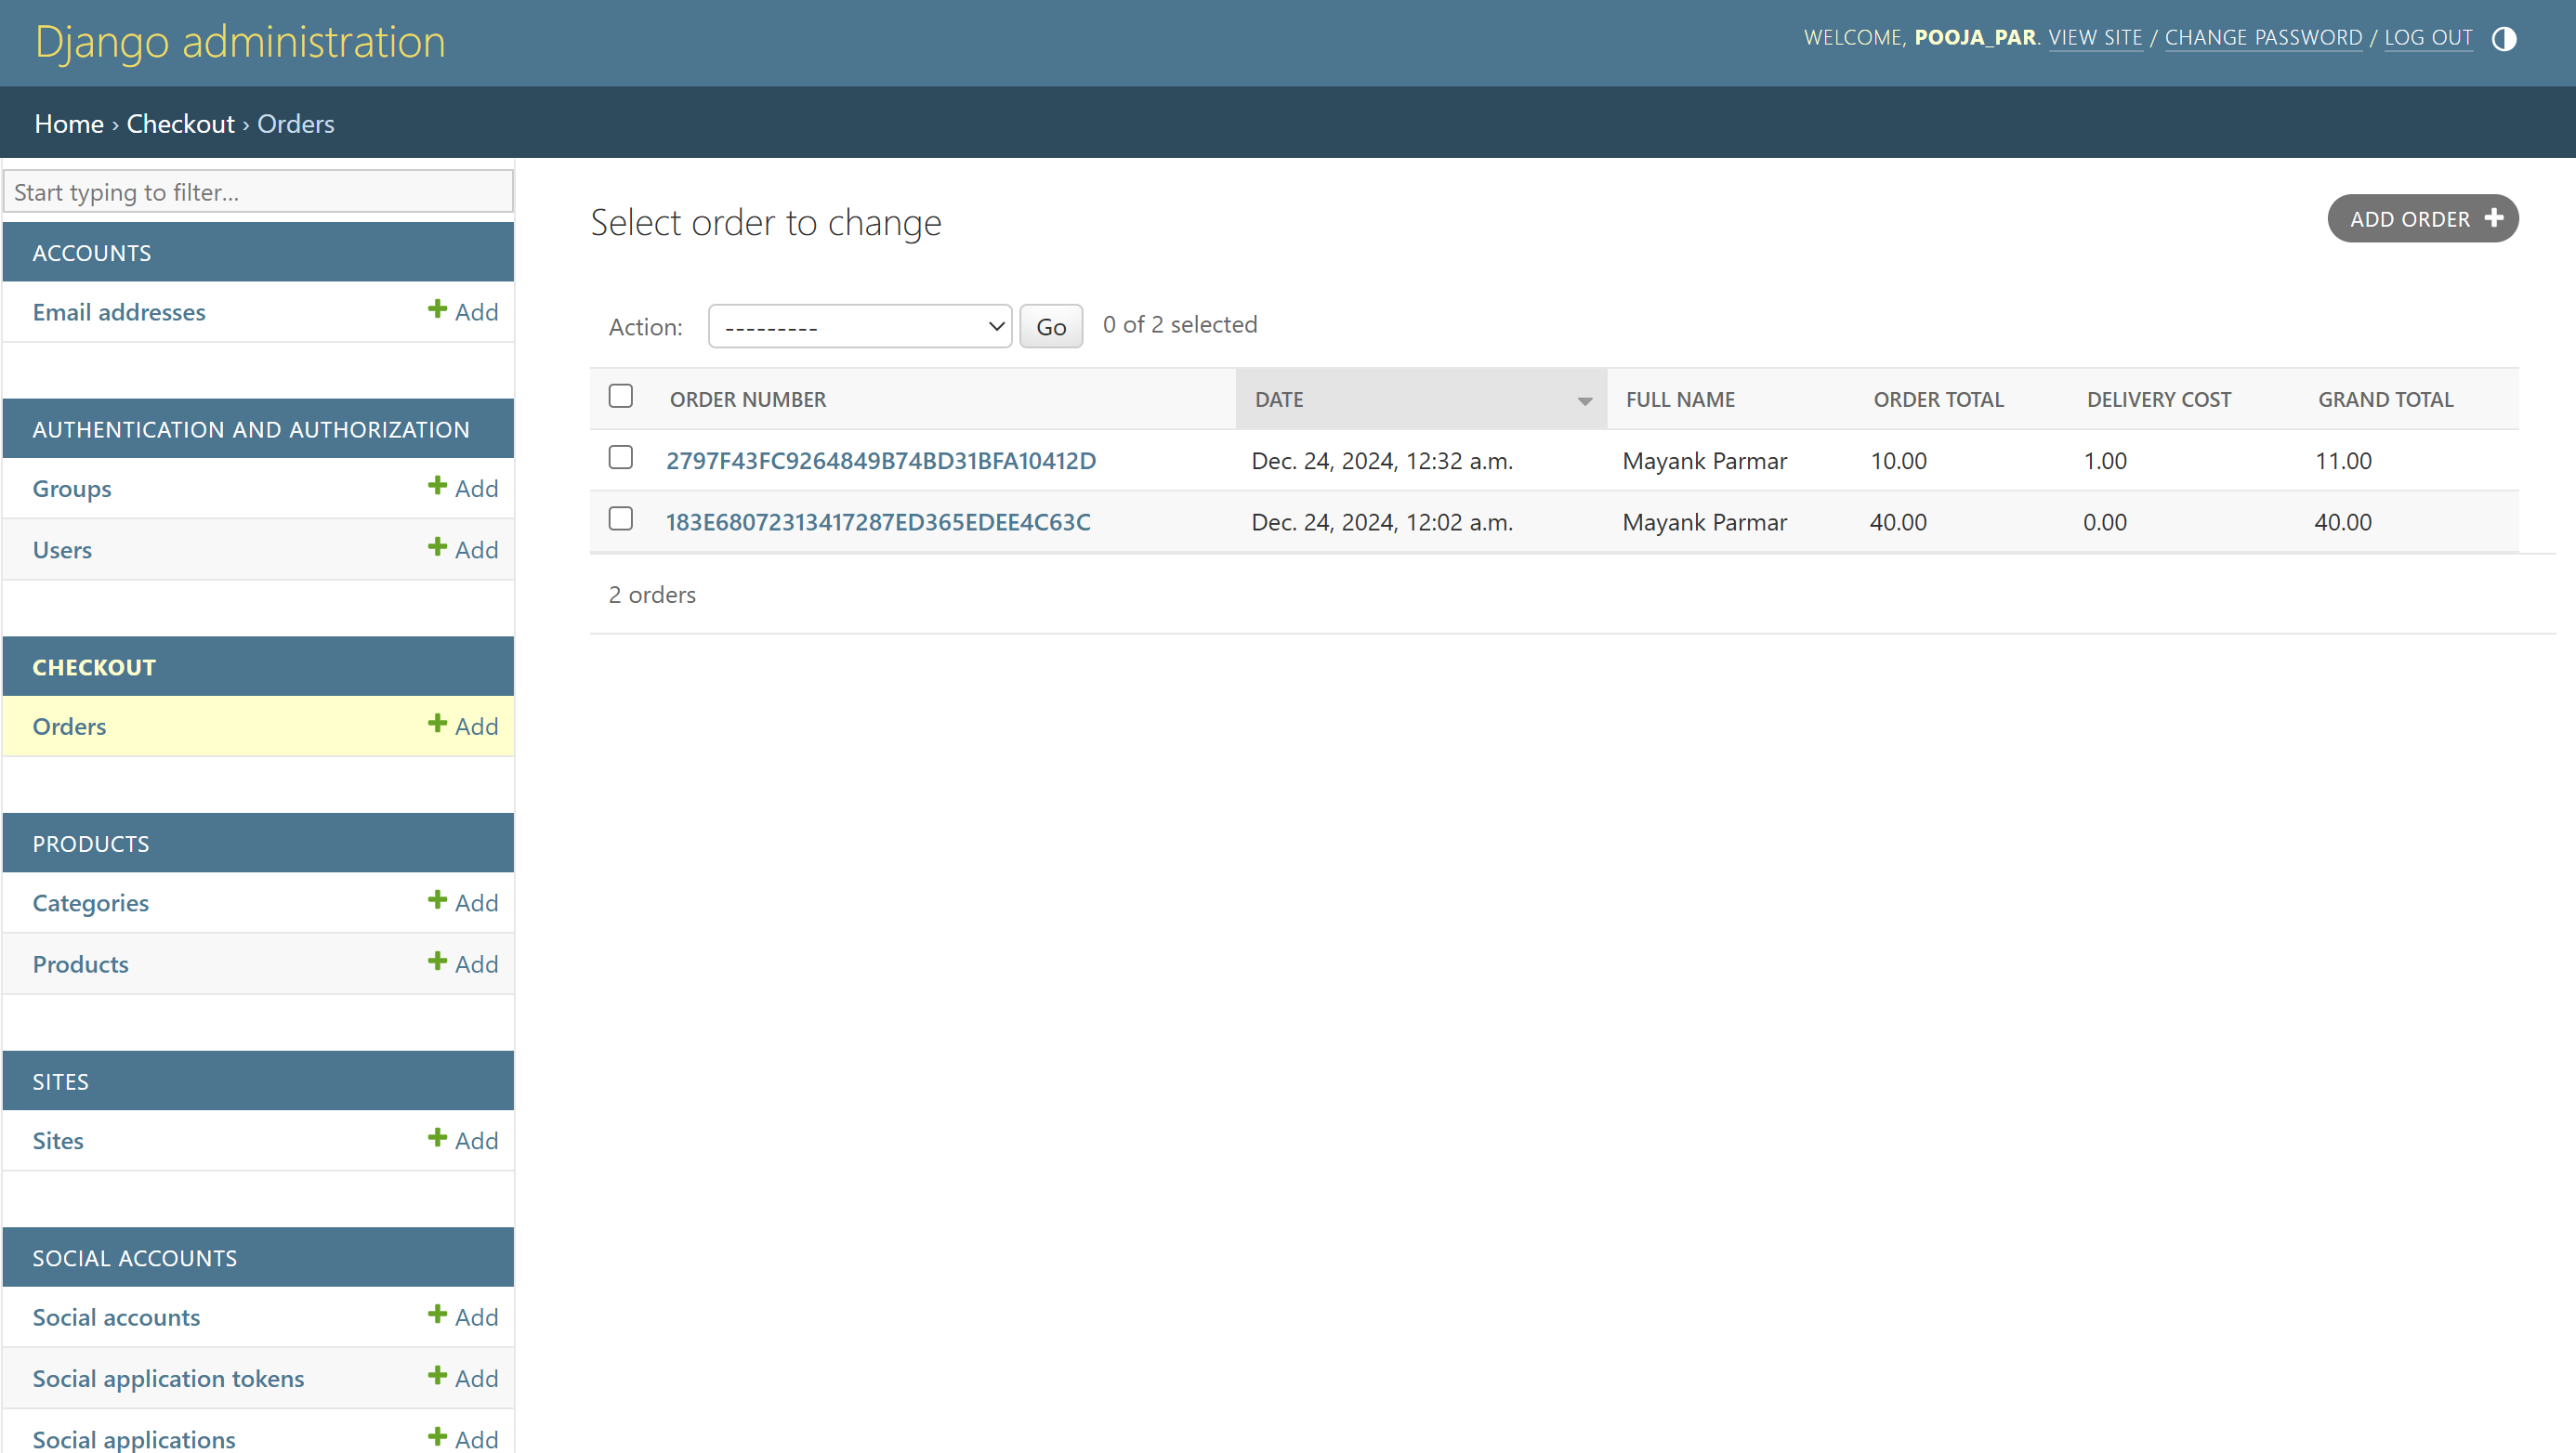 Django administration
WELCOME, POOJA_PAR. VIEW SITE / CHANGE PASSWORD / LOG OUT
Home › Checkout › Orders
Start typing to filter...
ACCOUNTS
Email addresses Add
AUTHENTICATION AND AUTHORIZATION
Groups Add
Users Add
CHECKOUT
Orders Add
PRODUCTS
Categories Add
Products Add
SITES
Sites Add
SOCIAL ACCOUNTS
Social accounts Add
Social application tokens Add
Social applications Add
Select order to change
ADD ORDER
Action: --------- Go 0 of 2 selected
ORDER NUMBER DATE FULL NAME ORDER TOTAL DELIVERY COST GRAND TOTAL
2797F43FC9264849B74BD31BFA10412D Dec. 24, 2024, 12:32 a.m. Mayank Parmar 10.00 1.00 11.00
183E68072313417287ED365EDEE4C63C Dec. 24, 2024, 12:02 a.m. Mayank Parmar 40.00 0.00 40.00
2 orders